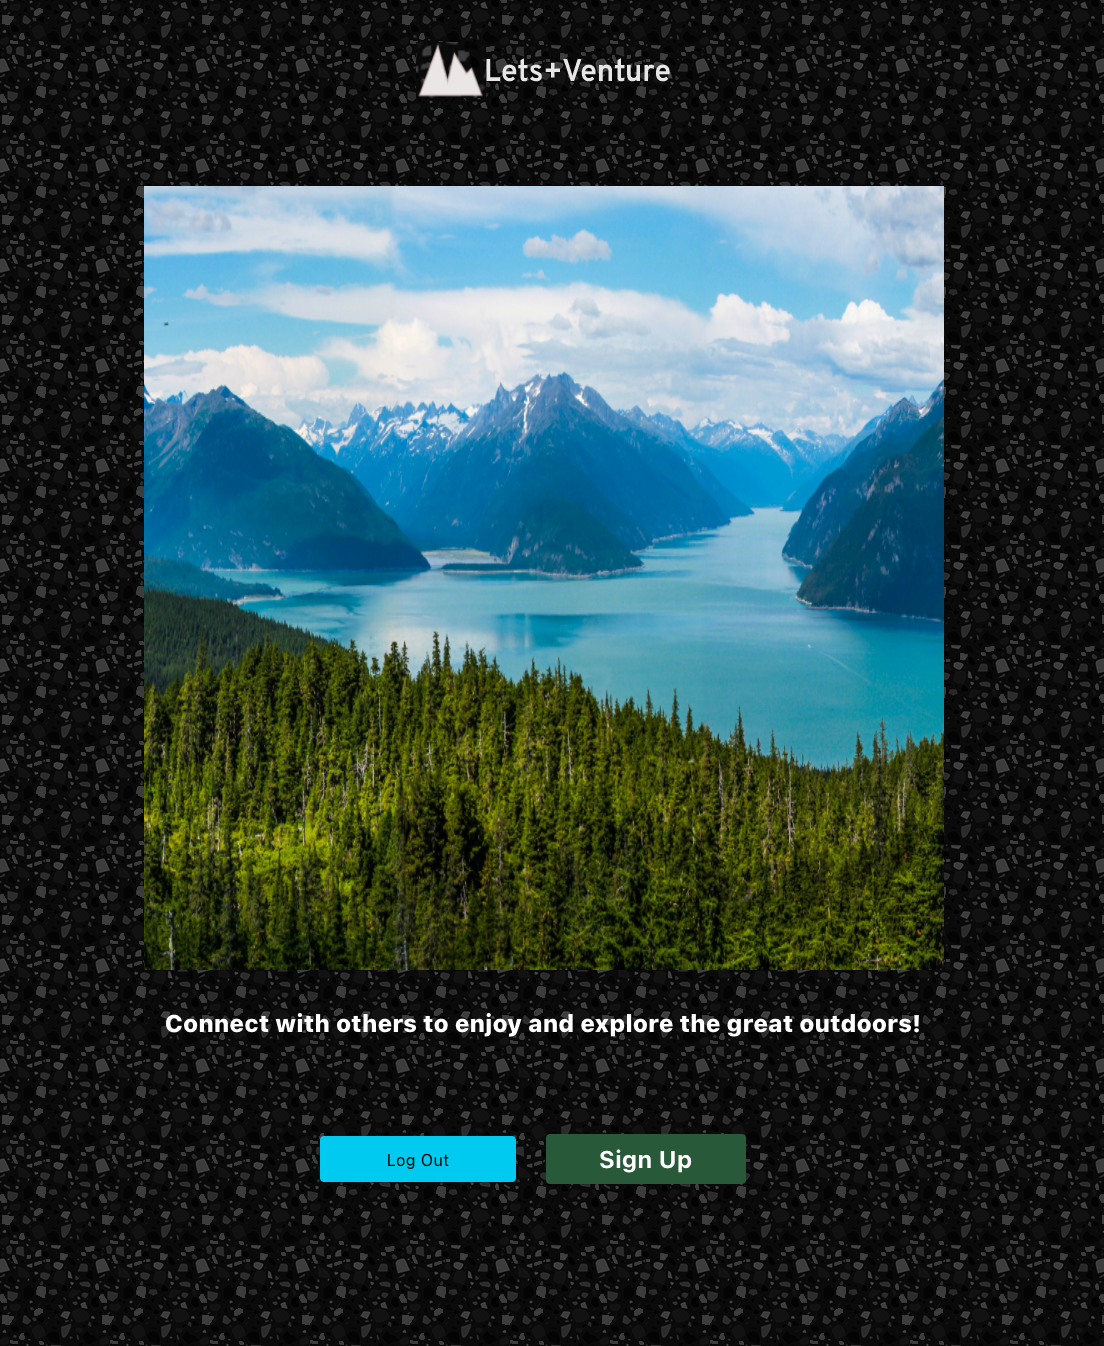 Lets+Venture
Connect with others to enjoy and explore the great outdoors!
Log Out
Sign Up